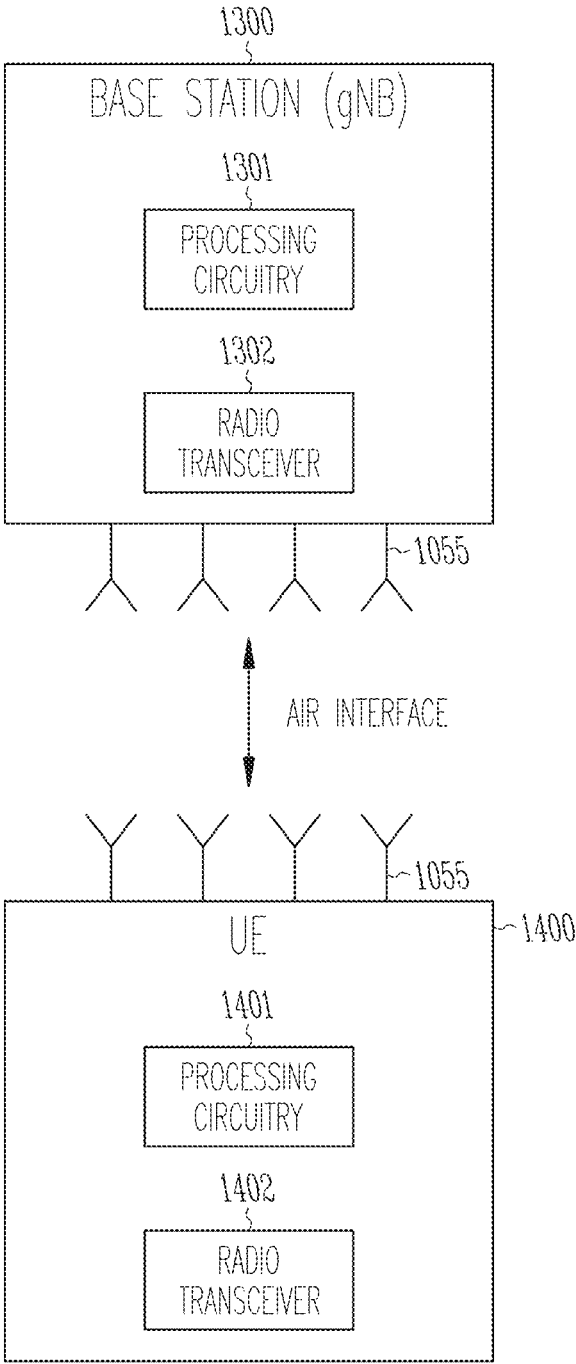 1300
BASE STATION (gNB)
1301
PROCESSING
CIRCUITRY
1302
RADIO
TRANSCEIVER
1055
AIR INTERFACE
1055
1400
UE
1401
PROCESSING
CIRCUITRY
1402
RADIO
TRANSCEIVER